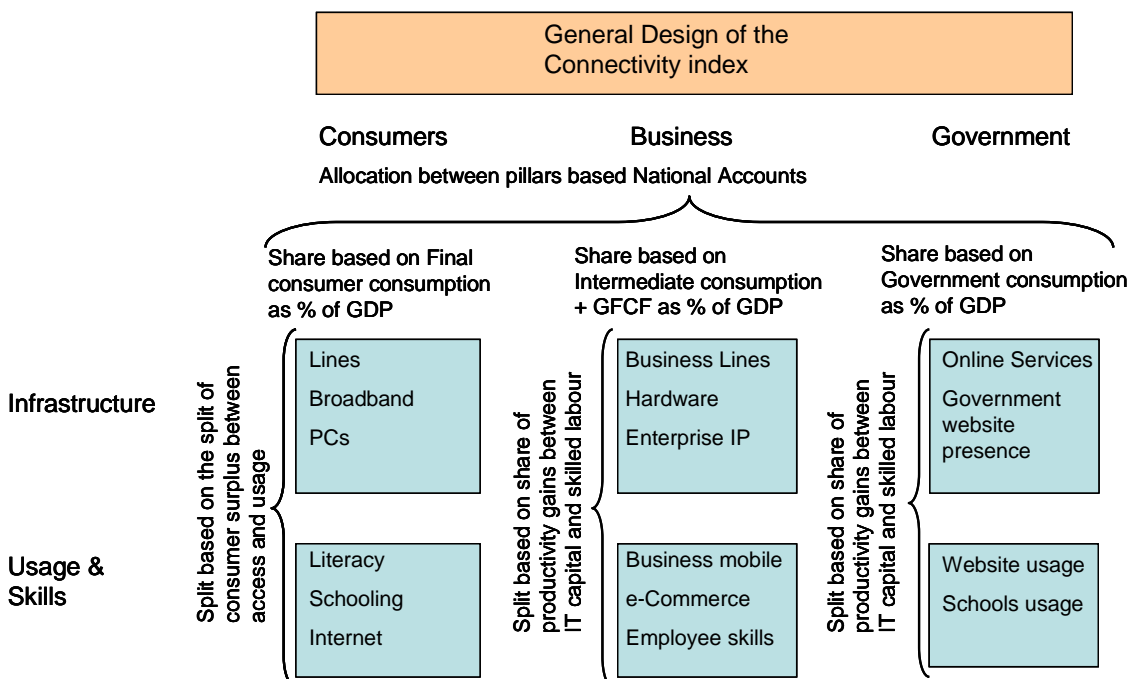 General Design of the
Connectivity index
Consumers
Business
Government
Allocation between pillars based National Accounts
Share based on Final
consumer consumption
as % of GDP
Share based on
Intermediate consumption
+ GFCF as % of GDP
Share based on
Government consumption
as % of GDP
Infrastructure
Split based on the split of
consumer surplus between
access and usage
Lines
Broadband
PCs
Split based on share of
productivity gains between
IT capital and skilled labour
Business Lines
Hardware
Enterprise IP
Split based on share of
productivity gains between
IT capital and skilled labour
Online Services
Government
website
presence
Usage &
Skills
Literacy
Schooling
Internet
Business mobile
e-Commerce
Employee skills
Website usage
Schools usage